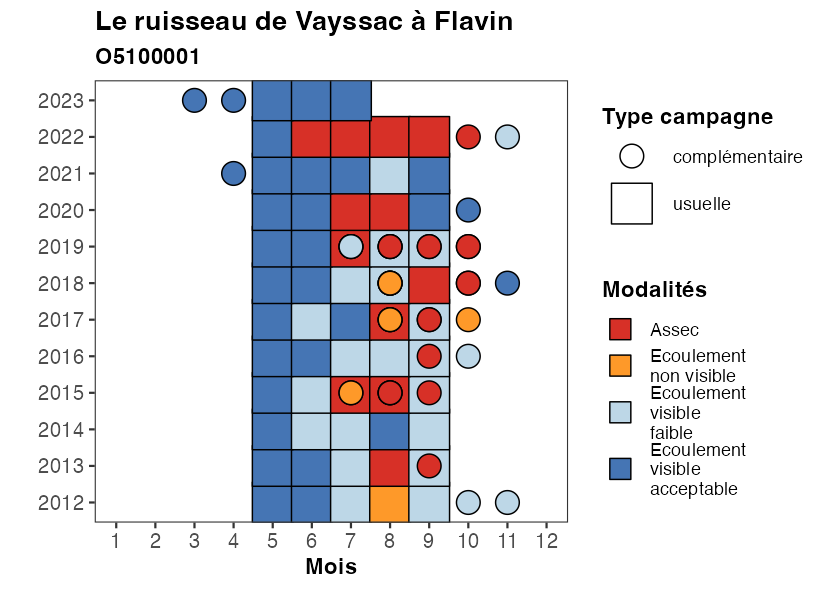 Le ruisseau de Vayssac à Flavin
O5100001
2023
2022
2021
2020
2019
2018
2017
2016
2015
2014
2013
2012
1 2 3 4 5 6 7 8 9 10 11 12
Mois
Type campagne
complémentaire
usuelle
Modalités
Assec
Ecoulement
non visible
Ecoulement
visible
faible
Ecoulement
visible
acceptable